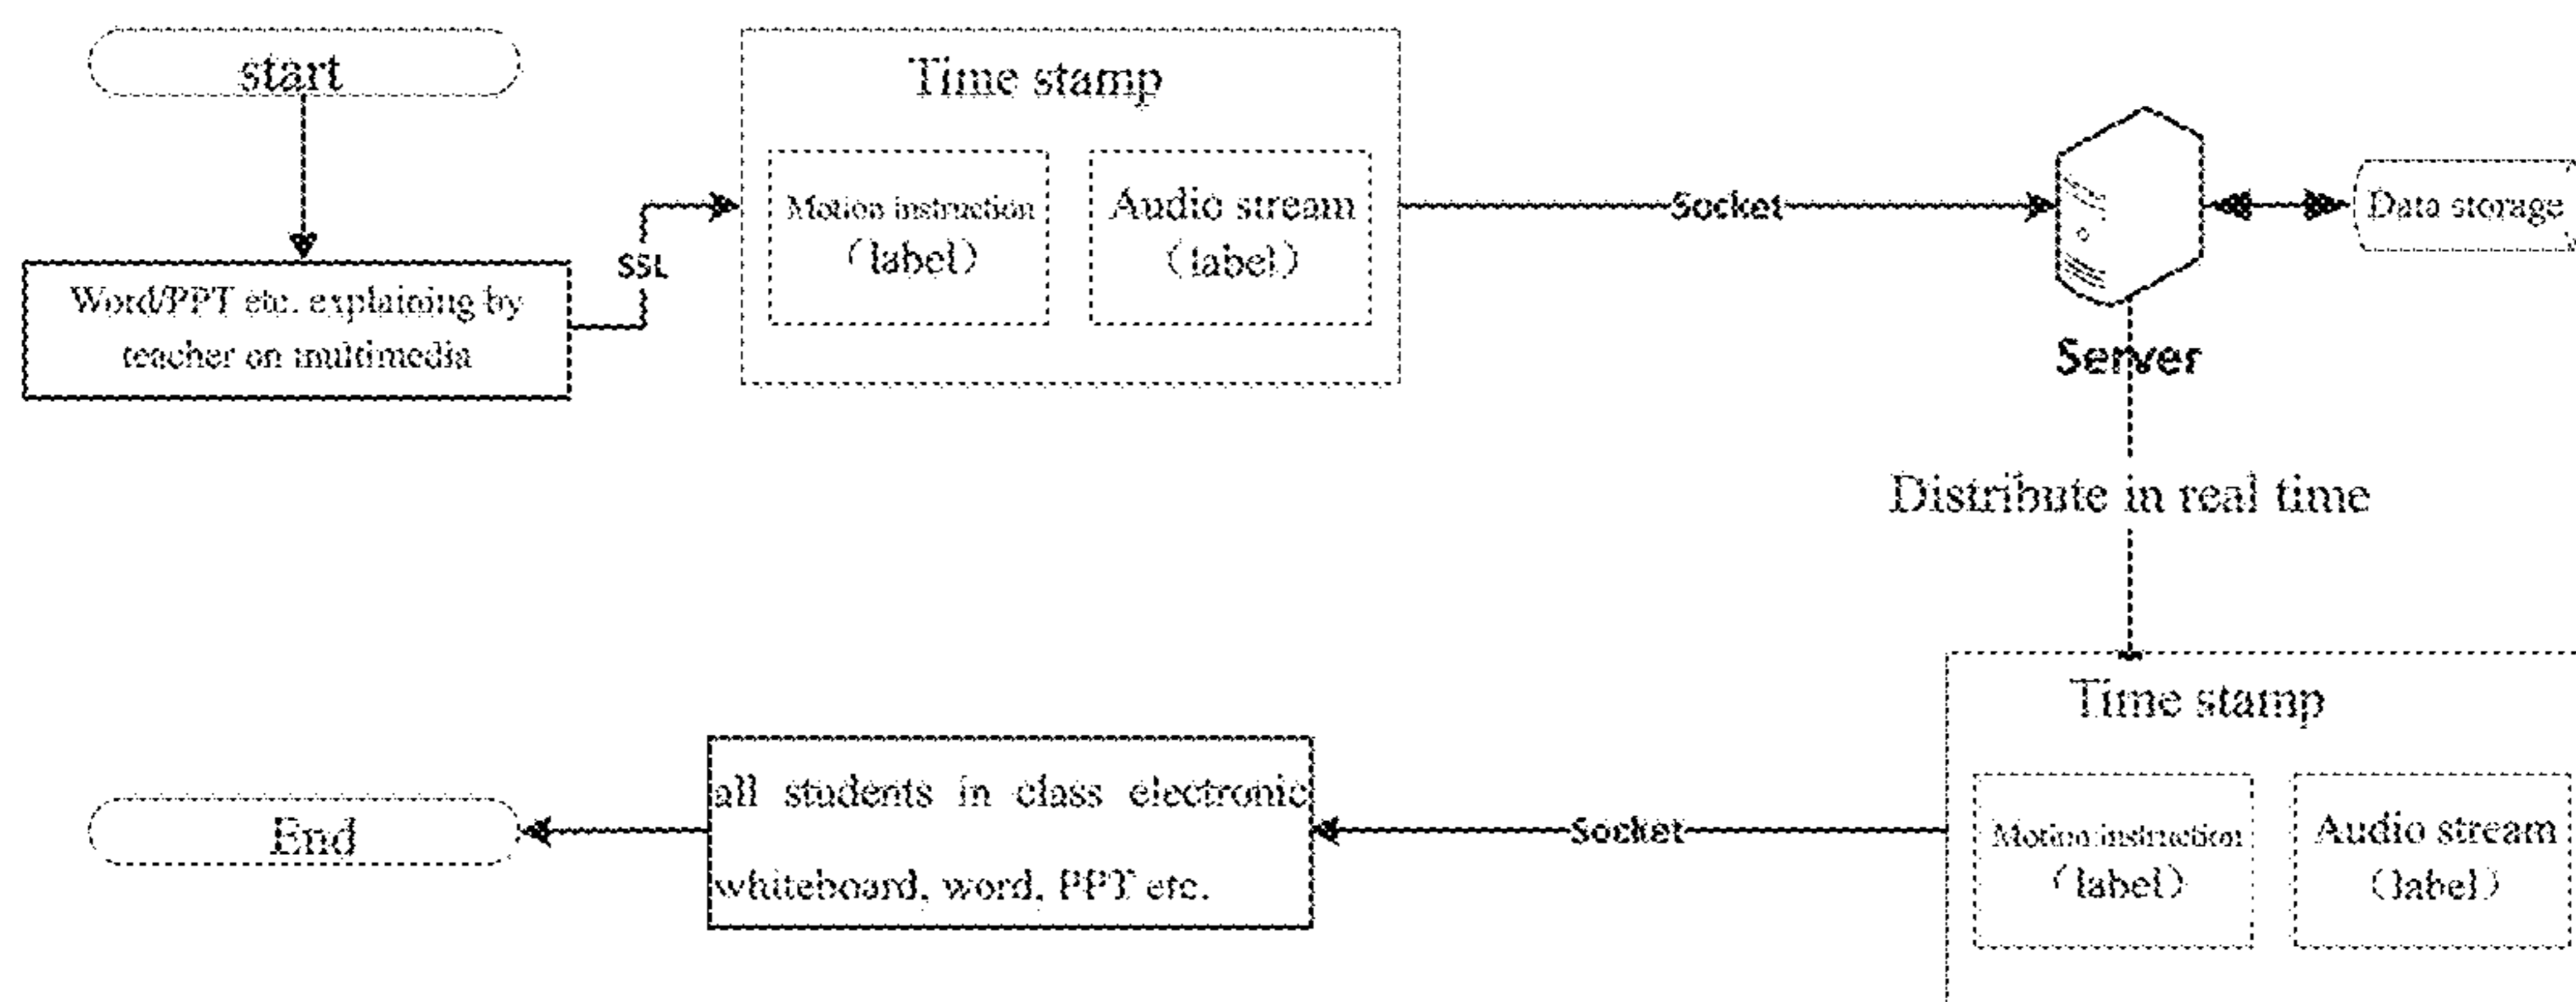 start
Time stamp
Motion instruction
（label）
Audio stream
（label）
Socket
Data storage
SSL
Word/PPT etc. explaining by
teacher on multimedia
Server
Distribute in real time
Time stamp
Motion instruction
（label）
Audio stream
（label）
Socket
all students in class electronic
whiteboard, word, PPT etc.
End